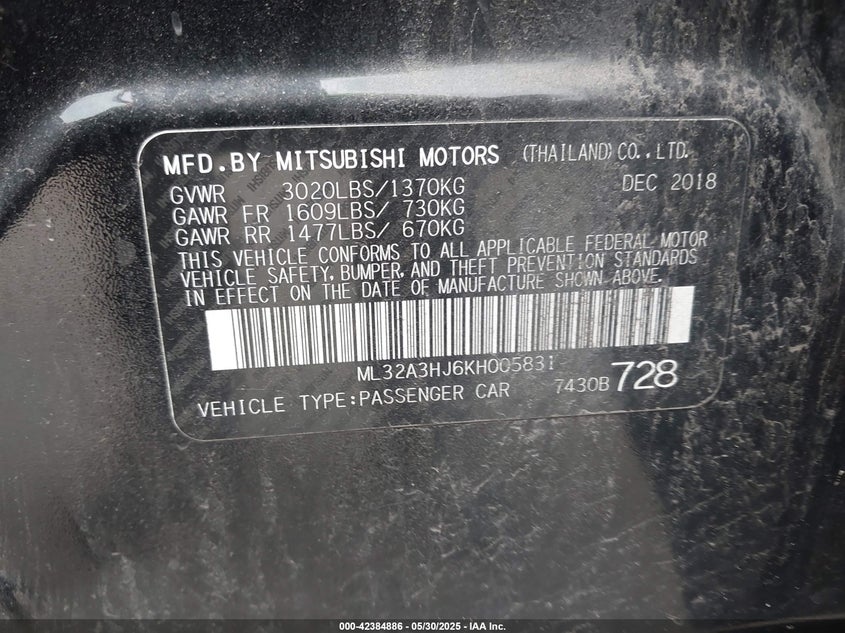 MFD.BY MITSUBISHI MOTORS (THAILAND)CO.,LTD.
GVWR 3020LBS/1370KG DEC 2018
GAWR FR 1609LBS/ 730KG
GAWR RR 1477LBS/ 670KG
THIS VEHICLE CONFORMS TO ALL APPLICABLE FEDERAL MOTOR
VEHICLE SAFETY, BUMPER, AND THEFT PREVENTION STANDARDS
IN EFFECT ON THE DATE OF MANUFACTURE SHOWN ABOVE.
ML32A3HJ6KH005831
VEHICLE TYPE:PASSENGER CAR 7430B 728
000-42384886 - 05/30/2025 - IAA Inc.